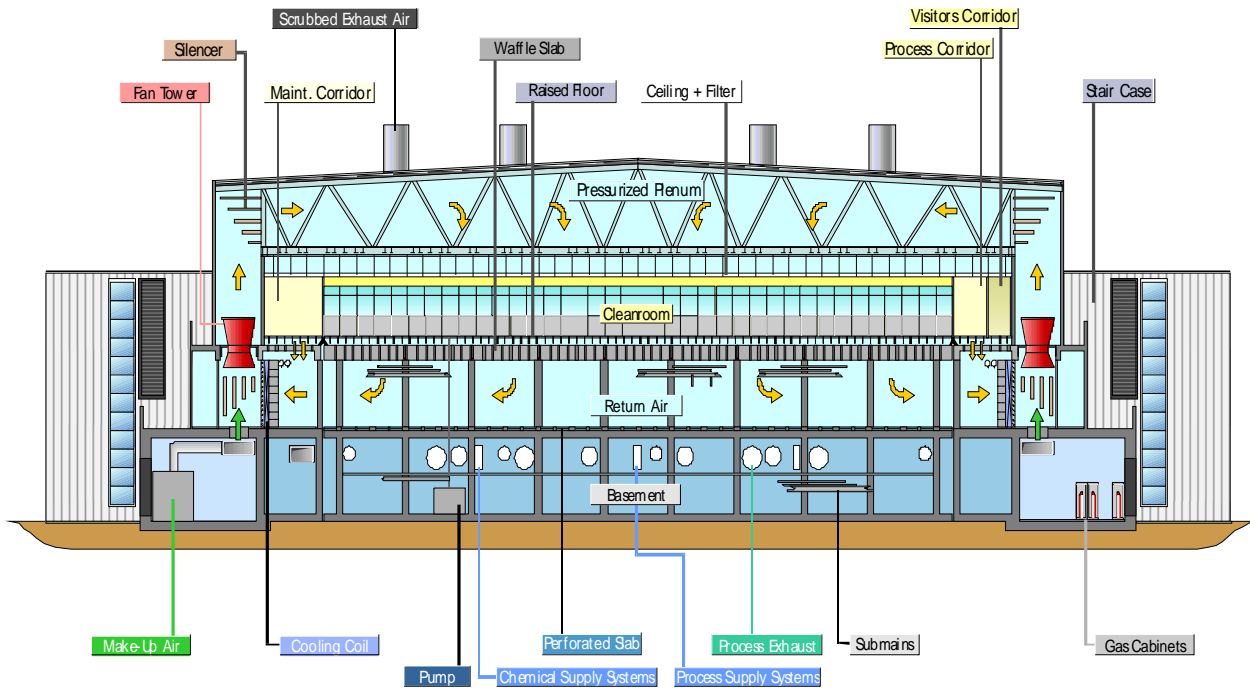 Scrubbed Exhaust Air
Visitors Corridor
Silencer
Waffle Slab
Process Corridor
Fan Tower
Maint. Corridor
Raised Floor
Ceiling + Filter
Stair Case
Pressurized Plenum
Cleanroom
Return Air
Basement
Make-Up Air
Cooling Coil
Perforated Slab
Process Exhaust
Submains
Gas Cabinets
Pump
Chemical Supply Systems
Process Supply Systems